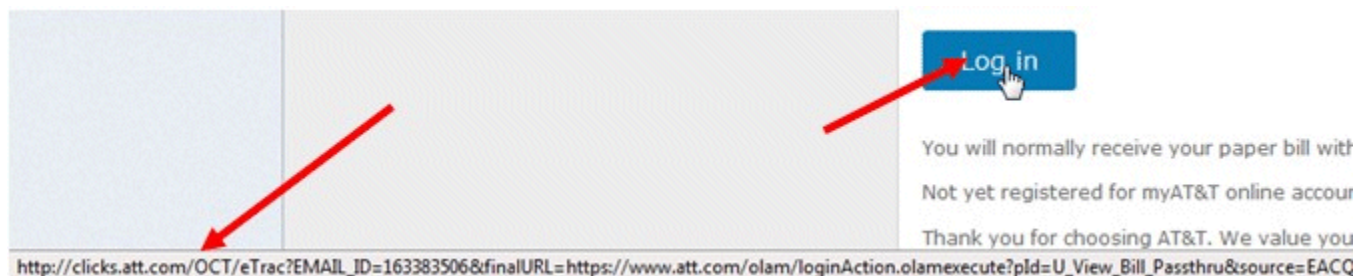 Log in
You will normally receive your paper bill with
Not yet registered for myAT&T online accour
Thank you for choosing AT&T. We value you
http://clicks.att.com/OCT/eTrac?EMAIL_ID=163383506&finalURL=https://www.att.com/olam/loginAction.olamexecute?pId=U_View_Bill_Passthru&source=EACQ